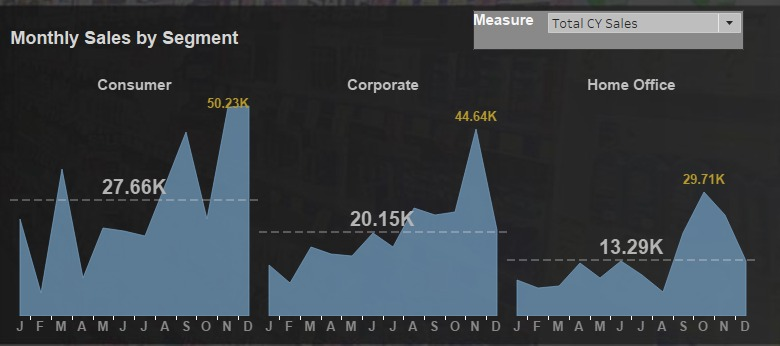 Measure
Total CY Sales
Monthly Sales by Segment
Consumer
Corporate
Home Office
50.23K
44.64K
29.71K
27.66K
20.15K
13.29K
J F M A M J J A S O N D
J F M A M J J A S O N D
J F M A M J J A S O N D